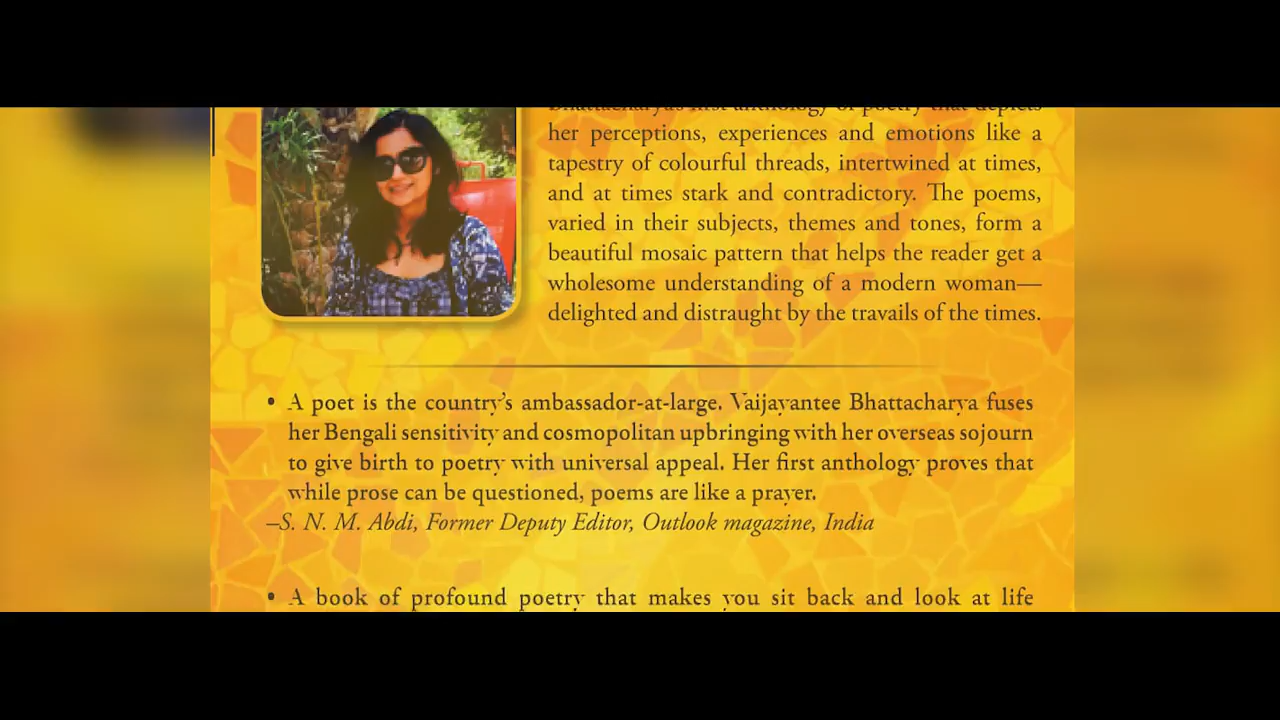 her perceptions, experiences and emotions like a
tapestry of colourful threads, intertwined at times,
and at times stark and contradictory. The poems,
varied in their subjects, themes and tones, form a
beautiful mosaic pattern that helps the reader get a
wholesome understanding of a modern woman—
delighted and distraught by the travails of the times.
• A poet is the country's ambassador-at-large. Vaijayantee Bhattacharya fuses
her Bengali sensitivity and cosmopolitan upbringing with her overseas sojourn
to give birth to poetry with universal appeal. Her first anthology proves that
while prose can be questioned, poems are like a prayer.
–S. N. M. Abdi, Former Deputy Editor, Outlook magazine, India
• A book of profound poetry that makes you sit back and look at life